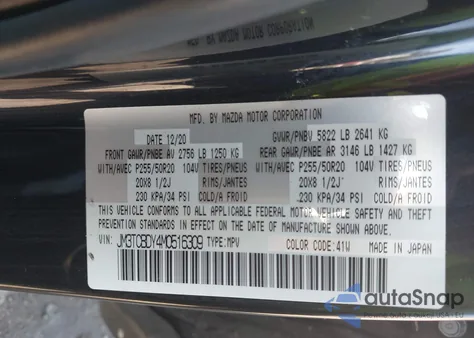 MFD. BY MAZDA MOTOR CORPORATION
DATE 12/20 GVWR/PNBV 5822 LB 2641 KG
FRONT GAWR/PNBE AV 2756 LB 1250 KG REAR GAWR/PNBE AR 3146 LB 1427 KG
WITH/AVEC P255/50R20 104V TIRES/PNEUS WITH/AVEC P255/50R20 104V TIRES/PNEUS
20X8 1/2J RIMS/JANTES 20X8 1/2J RIMS/JANTES
230 KPA/34 PSI COLD/A FROID 230 KPA/34 PSI COLD/A FROID
THIS VEHICLE CONFORMS TO ALL APPLICABLE FEDERAL MOTOR VEHICLE SAFETY AND THEFT
PREVENTION STANDARDS IN EFFECT ON THE DATE OF MANUFACTURE SHOWN ABOVE.
VIN: JM3TCBDY4M0516309 TYPE:MPV COLOR CODE:41W MADE IN JAPAN
autoSnap